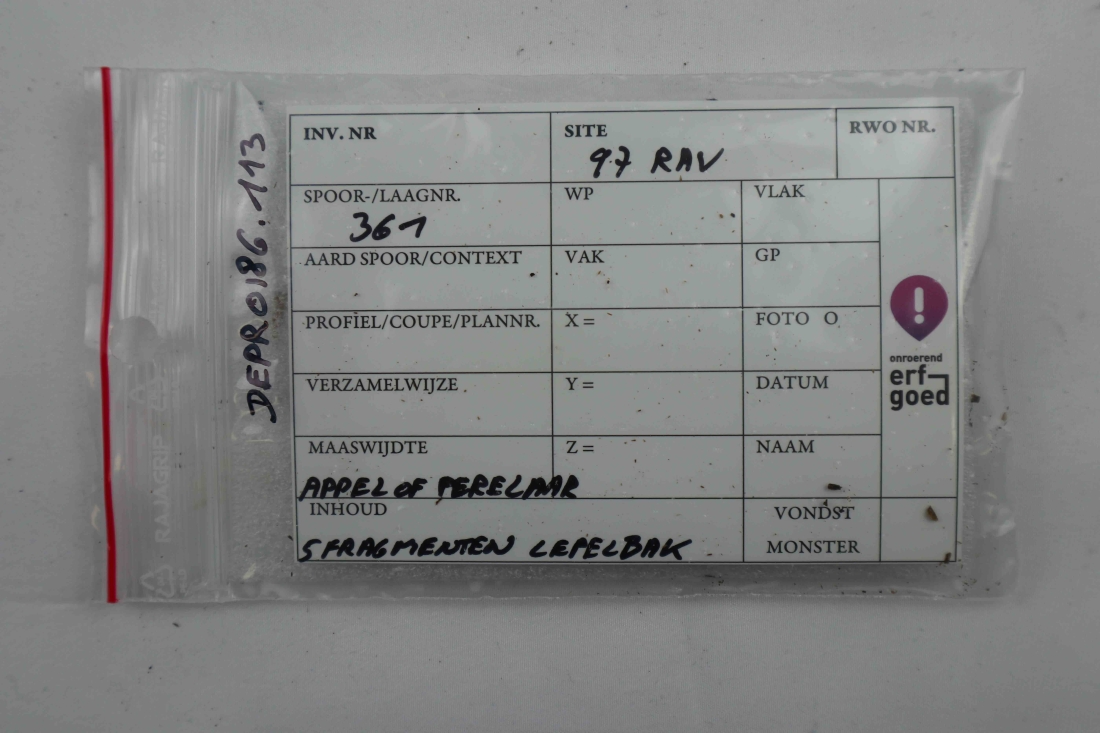 DEPR0186.113
INV. NR
SITE
97 RAV
RWO NR.
SPOOR-/LAAGNR.
361
WP
VLAK
AARD SPOOR/CONTEXT
VAK
GP
PROFIEL/COUPE/PLANNR.
X =
FOTO O
VERZAMELWIJZE
Y =
DATUM
MAASWIJDTE
Z =
NAAM
APPEL OF PERELAAR
INHOUD
5 FRAGMENTEN LEPELBAK
VONDST
MONSTER
onroerend
erf
goed
RAJAGRIP